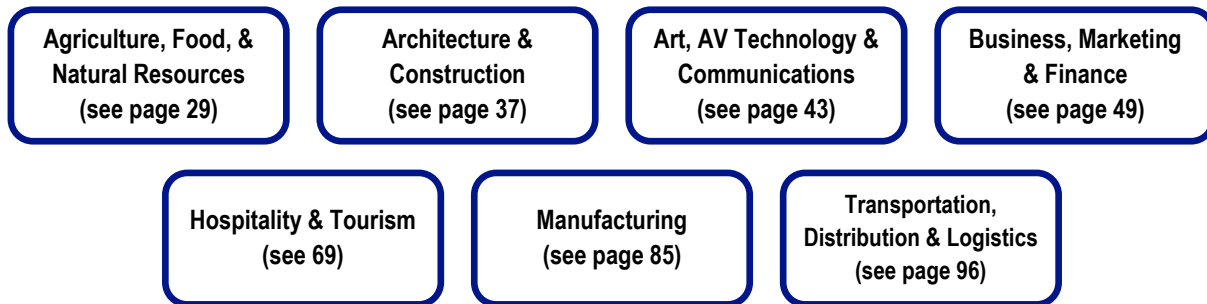 Agriculture, Food, &
Natural Resources
(see page 29)
Architecture &
Construction
(see page 37)
Art, AV Technology &
Communications
(see page 43)
Business, Marketing
& Finance
(see page 49)
Hospitality & Tourism
(see 69)
Manufacturing
(see page 85)
Transportation,
Distribution & Logistics
(see page 96)